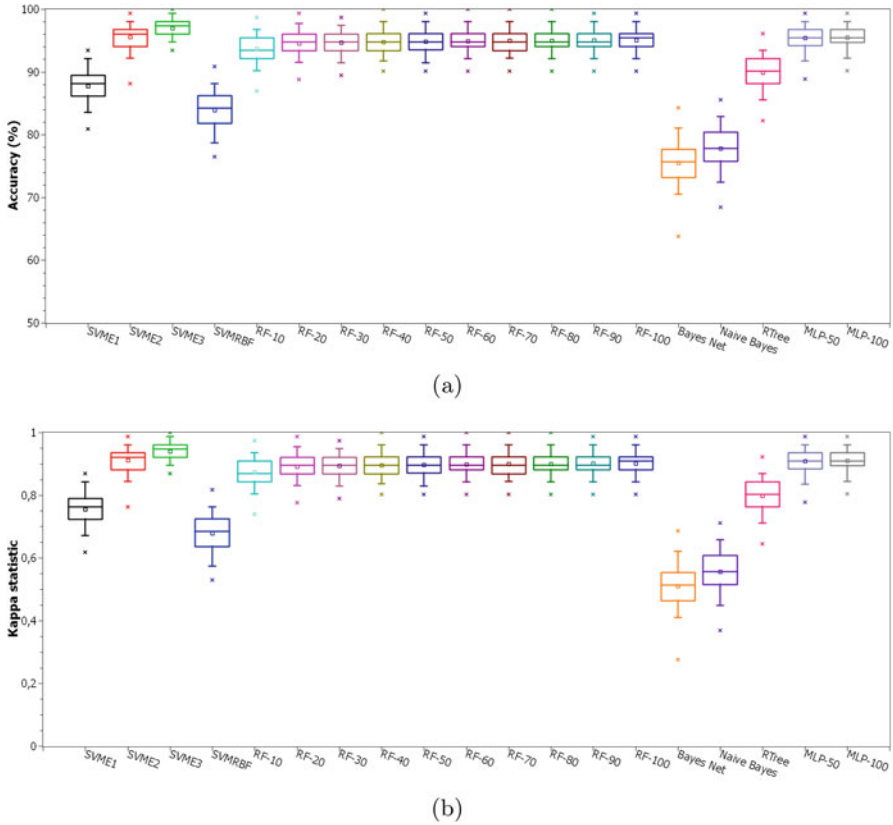 100
90
80
70
60
50
Accuracy (%)
SVME1 SVME2 SVME3 SVMRBF RF-10 RF-20 RF-30 RF-40 RF-50 RF-60 RF-70 RF-80 RF-90 RF-100 Bayes Net Naive Bayes RTree MLP-50 MLP-100
(a)
1
0,8
0,6
0,4
0,2
0
Kappa statistic
SVME1 SVME2 SVME3 SVMRBF RF-10 RF-20 RF-30 RF-40 RF-50 RF-60 RF-70 RF-80 RF-90 RF-100 Bayes Net Naive Bayes RTree MLP-50 MLP-100
(b)